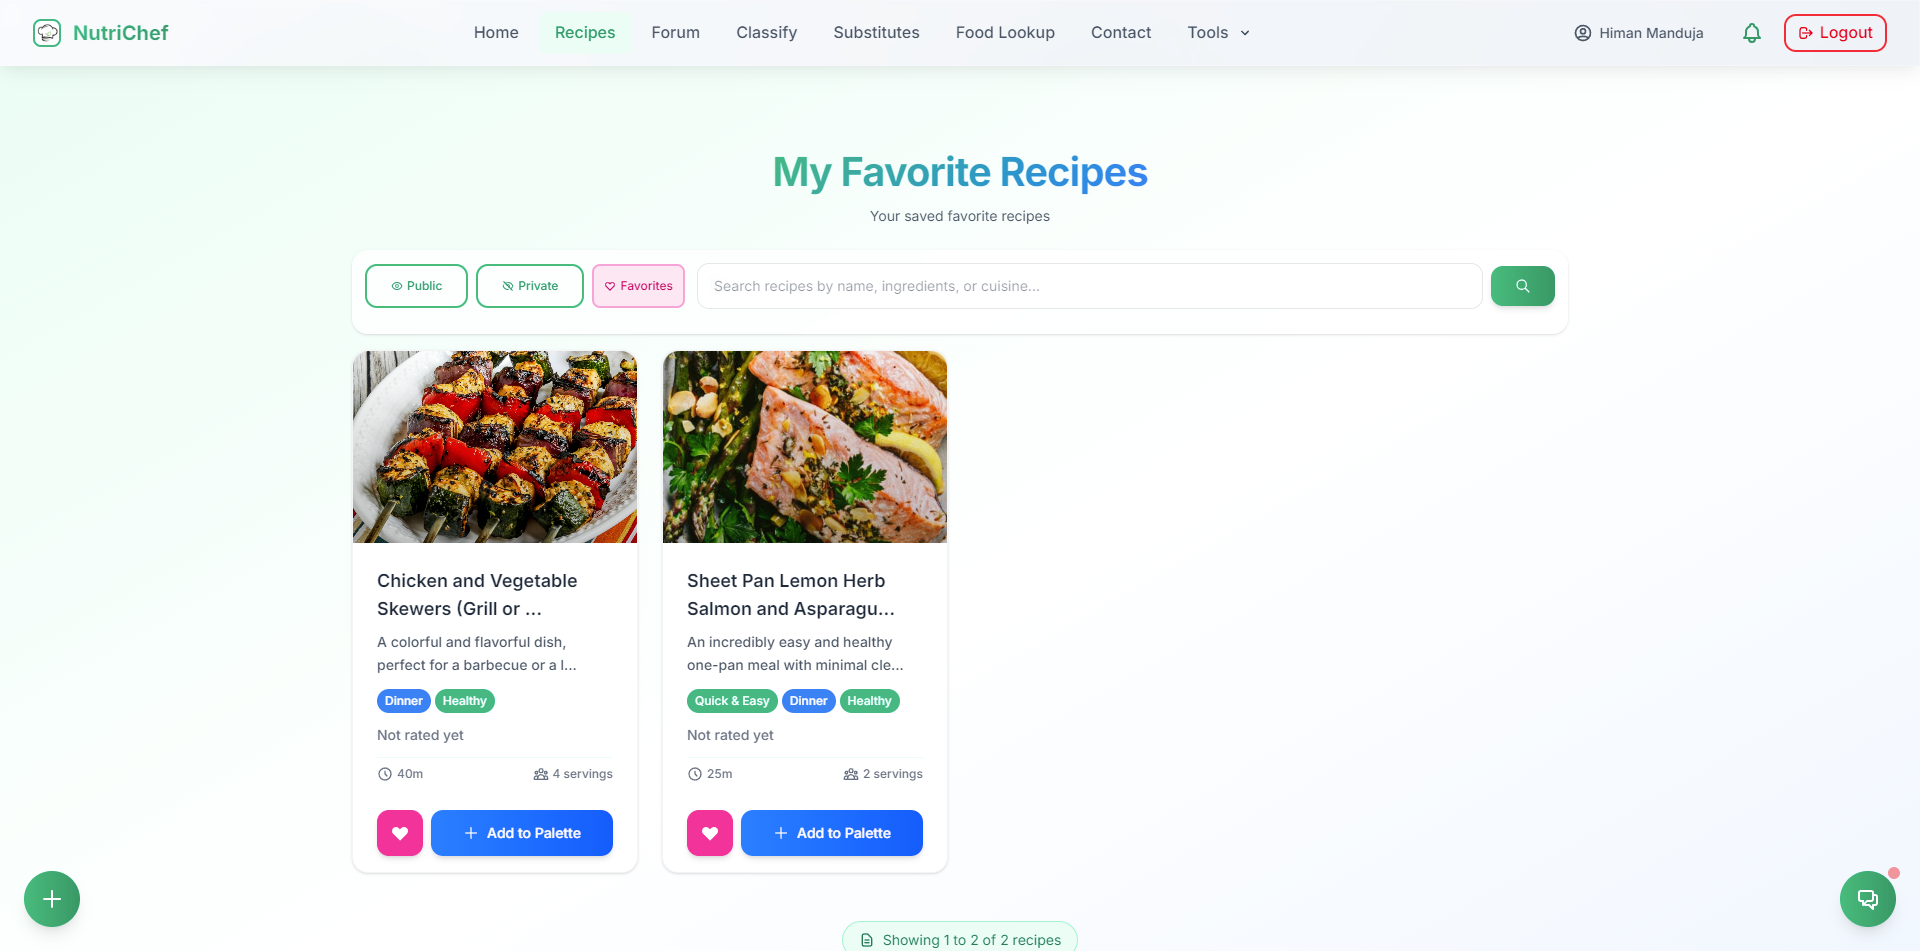 NutriChef
Home
Recipes
Forum
Classify
Substitutes
Food Lookup
Contact
Tools
Himan Manduja
Logout
My Favorite Recipes
Your saved favorite recipes
Public
Private
Favorites
Search recipes by name, ingredients, or cuisine...
Chicken and Vegetable
Skewers (Grill or ...
A colorful and flavorful dish,
perfect for a barbecue or a l...
Dinner
Healthy
Not rated yet
40m
4 servings
Add to Palette
Sheet Pan Lemon Herb
Salmon and Asparagu...
An incredibly easy and healthy
one-pan meal with minimal cle...
Quick & Easy
Dinner
Healthy
Not rated yet
25m
2 servings
Add to Palette
Showing 1 to 2 of 2 recipes